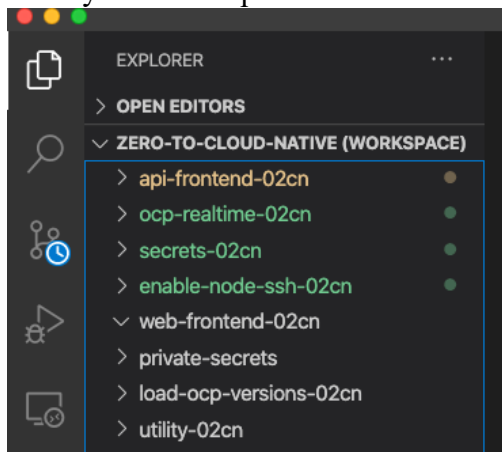 EXPLORER
OPEN EDITORS
ZERO-TO-CLOUD-NATIVE (WORKSPACE)
api-frontend-02cn
ocp-realtime-02cn
secrets-02cn
enable-node-ssh-02cn
web-frontend-02cn
private-secrets
load-ocp-versions-02cn
utility-02cn